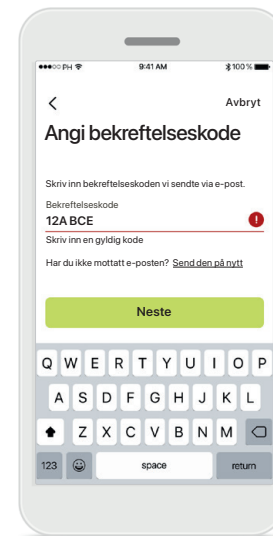 PH 9:41 AM 100%
Avbryt
Angi bekreftelseskode
Skriv inn bekreftelseskoden vi sendte via e-post.
Bekreftelseskode
12A BCE
Skriv inn en gyldig kode
Har du ikke mottatt e-posten? Send den på nytt
Neste
Q W E R T Y U I O P
A S D F G H J K L
Z X C V B N M
123 space return